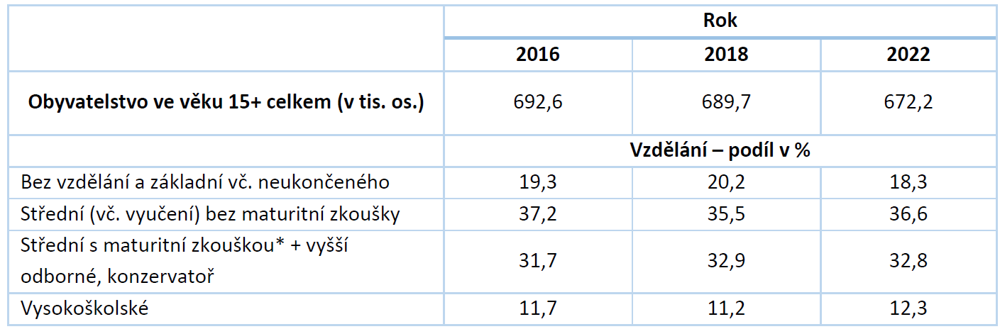 Rok
2016 2018 2022
Obyvatelstvo ve věku 15+ celkem (v tis. os.) 692,6 689,7 672,2
Vzdělání – podíl v %
Bez vzdělání a základní vč. neukončeného 19,3 20,2 18,3
Střední (vč. vyučení) bez maturitní zkoušky 37,2 35,5 36,6
Střední s maturitní zkouškou* + vyšší
odborné, konzervatoř 31,7 32,9 32,8
Vysokoškolské 11,7 11,2 12,3